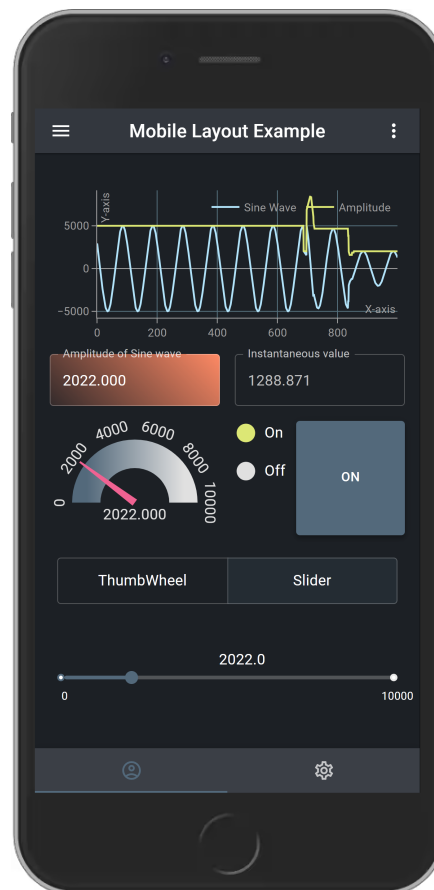 Mobile Layout Example
Y-axis
Sine Wave
Amplitude
5000
0
−5000
X-axis
0 200 400 600 800
Amplitude of Sine wave
2022.000
Instantaneous value
1288.871
0 2000 4000 6000 8000 10000
2022.000
On
Off
ON
ThumbWheel
Slider
2022.0
0
10000